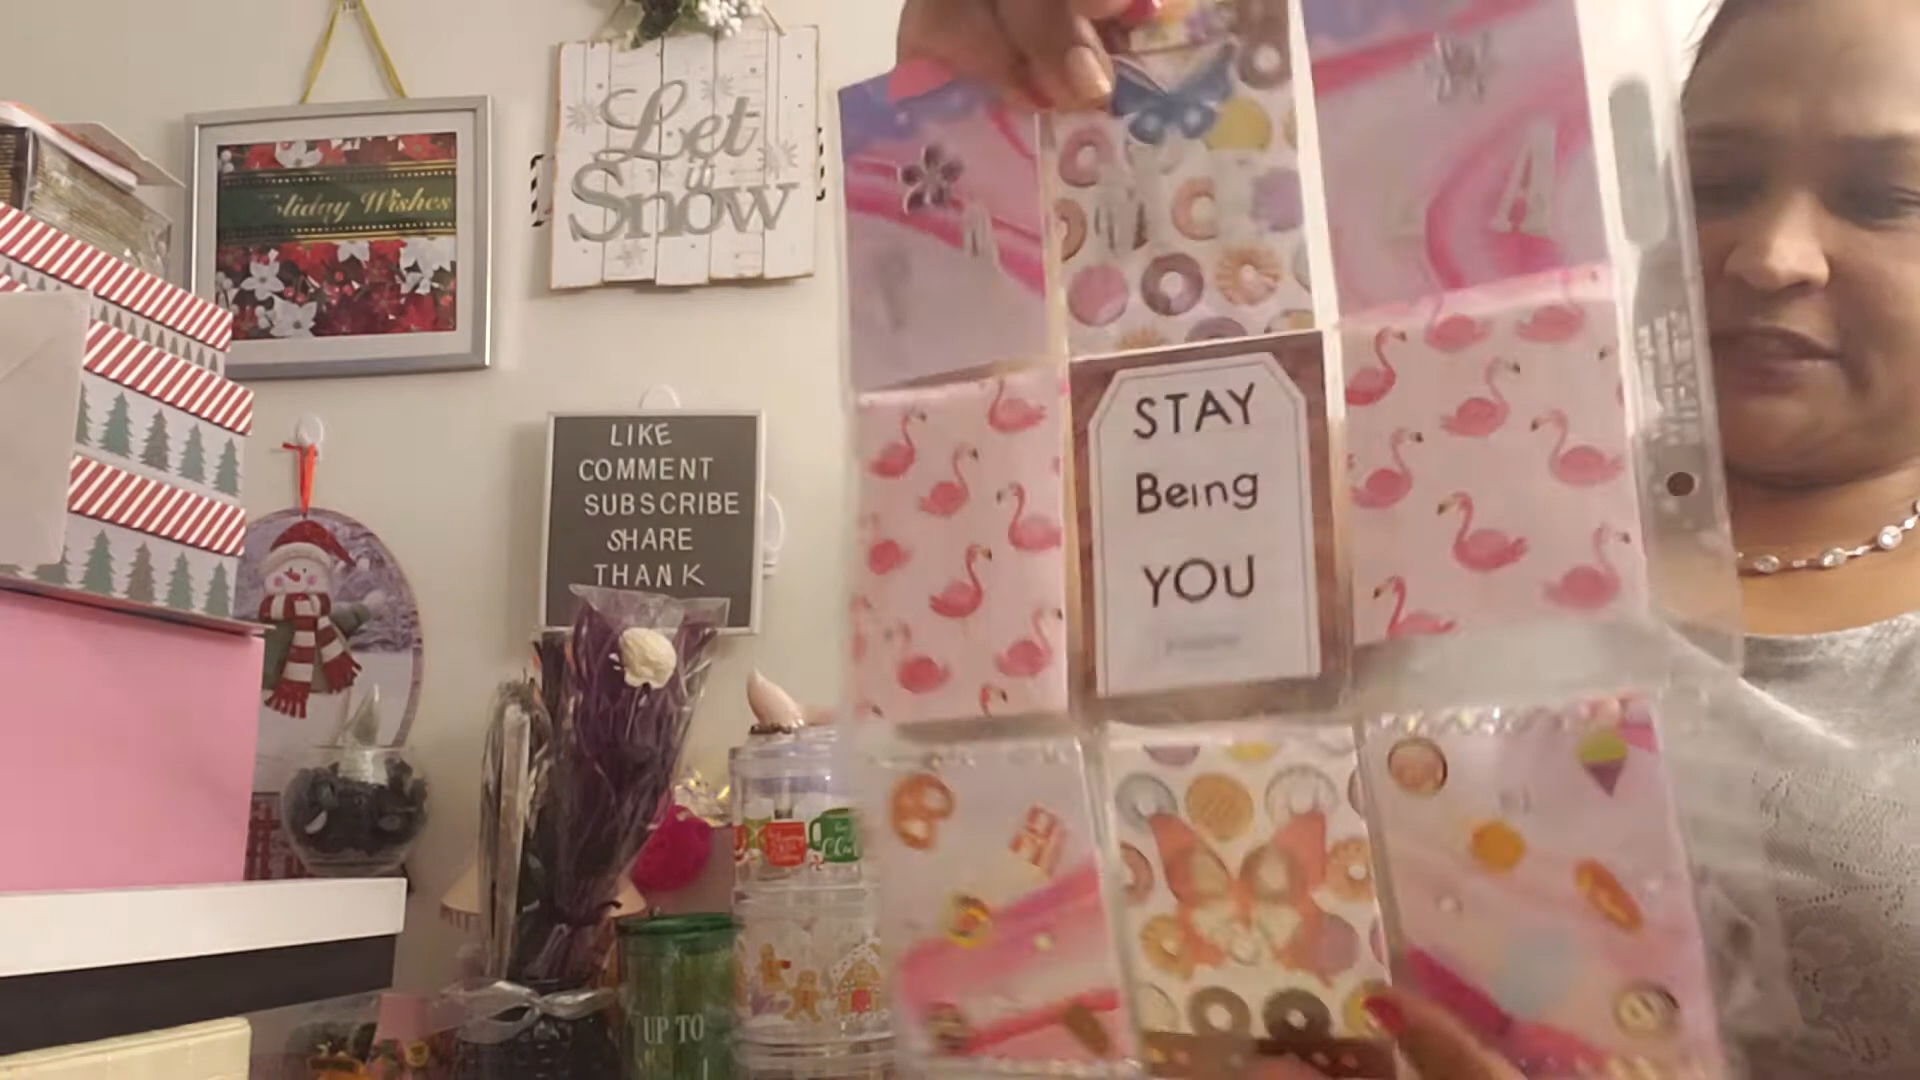 Holiday Wishes
Let
it
Snow
LIKE
COMMENT
SUBSCRIBE
SHARE
THANK
STAY
Being
YOU
UP TO